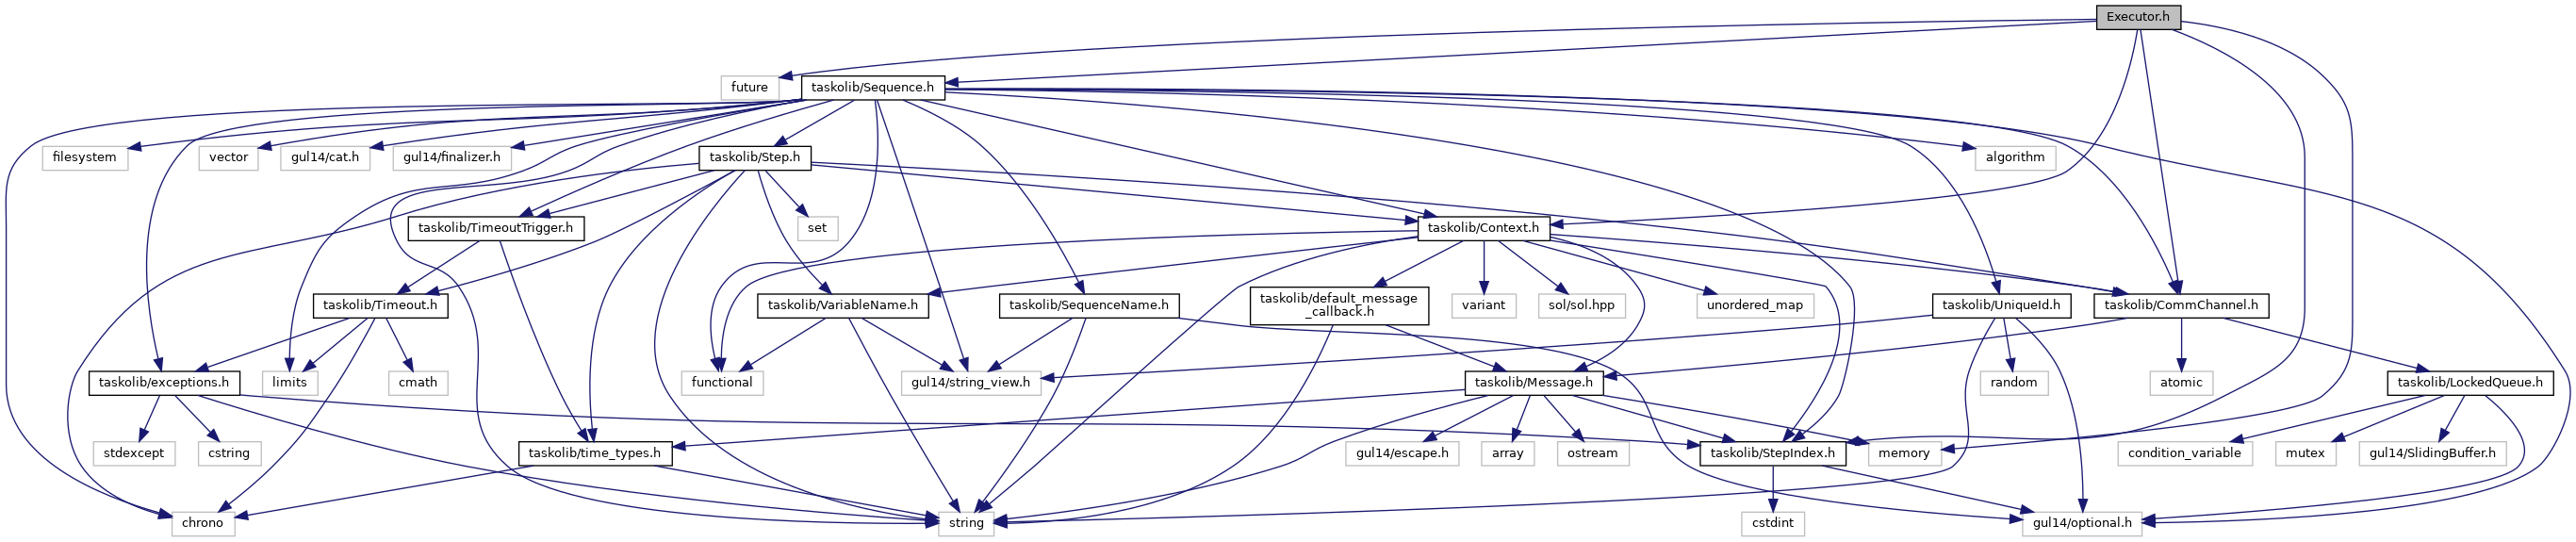 Executor.h
future
taskolib/Sequence.h
filesystem
vector
gul14/cat.h
gul14/finalizer.h
taskolib/Step.h
algorithm
taskolib/TimeoutTrigger.h
set
taskolib/Context.h
taskolib/Timeout.h
taskolib/VariableName.h
taskolib/SequenceName.h
taskolib/default_message
_callback.h
variant
sol/sol.hpp
unordered_map
taskolib/UniqueId.h
taskolib/CommChannel.h
taskolib/exceptions.h
limits
cmath
functional
gul14/string_view.h
taskolib/Message.h
random
atomic
taskolib/LockedQueue.h
stdexcept
cstring
taskolib/time_types.h
gul14/escape.h
array
ostream
taskolib/StepIndex.h
memory
condition_variable
mutex
gul14/SlidingBuffer.h
chrono
string
cstdint
gul14/optional.h